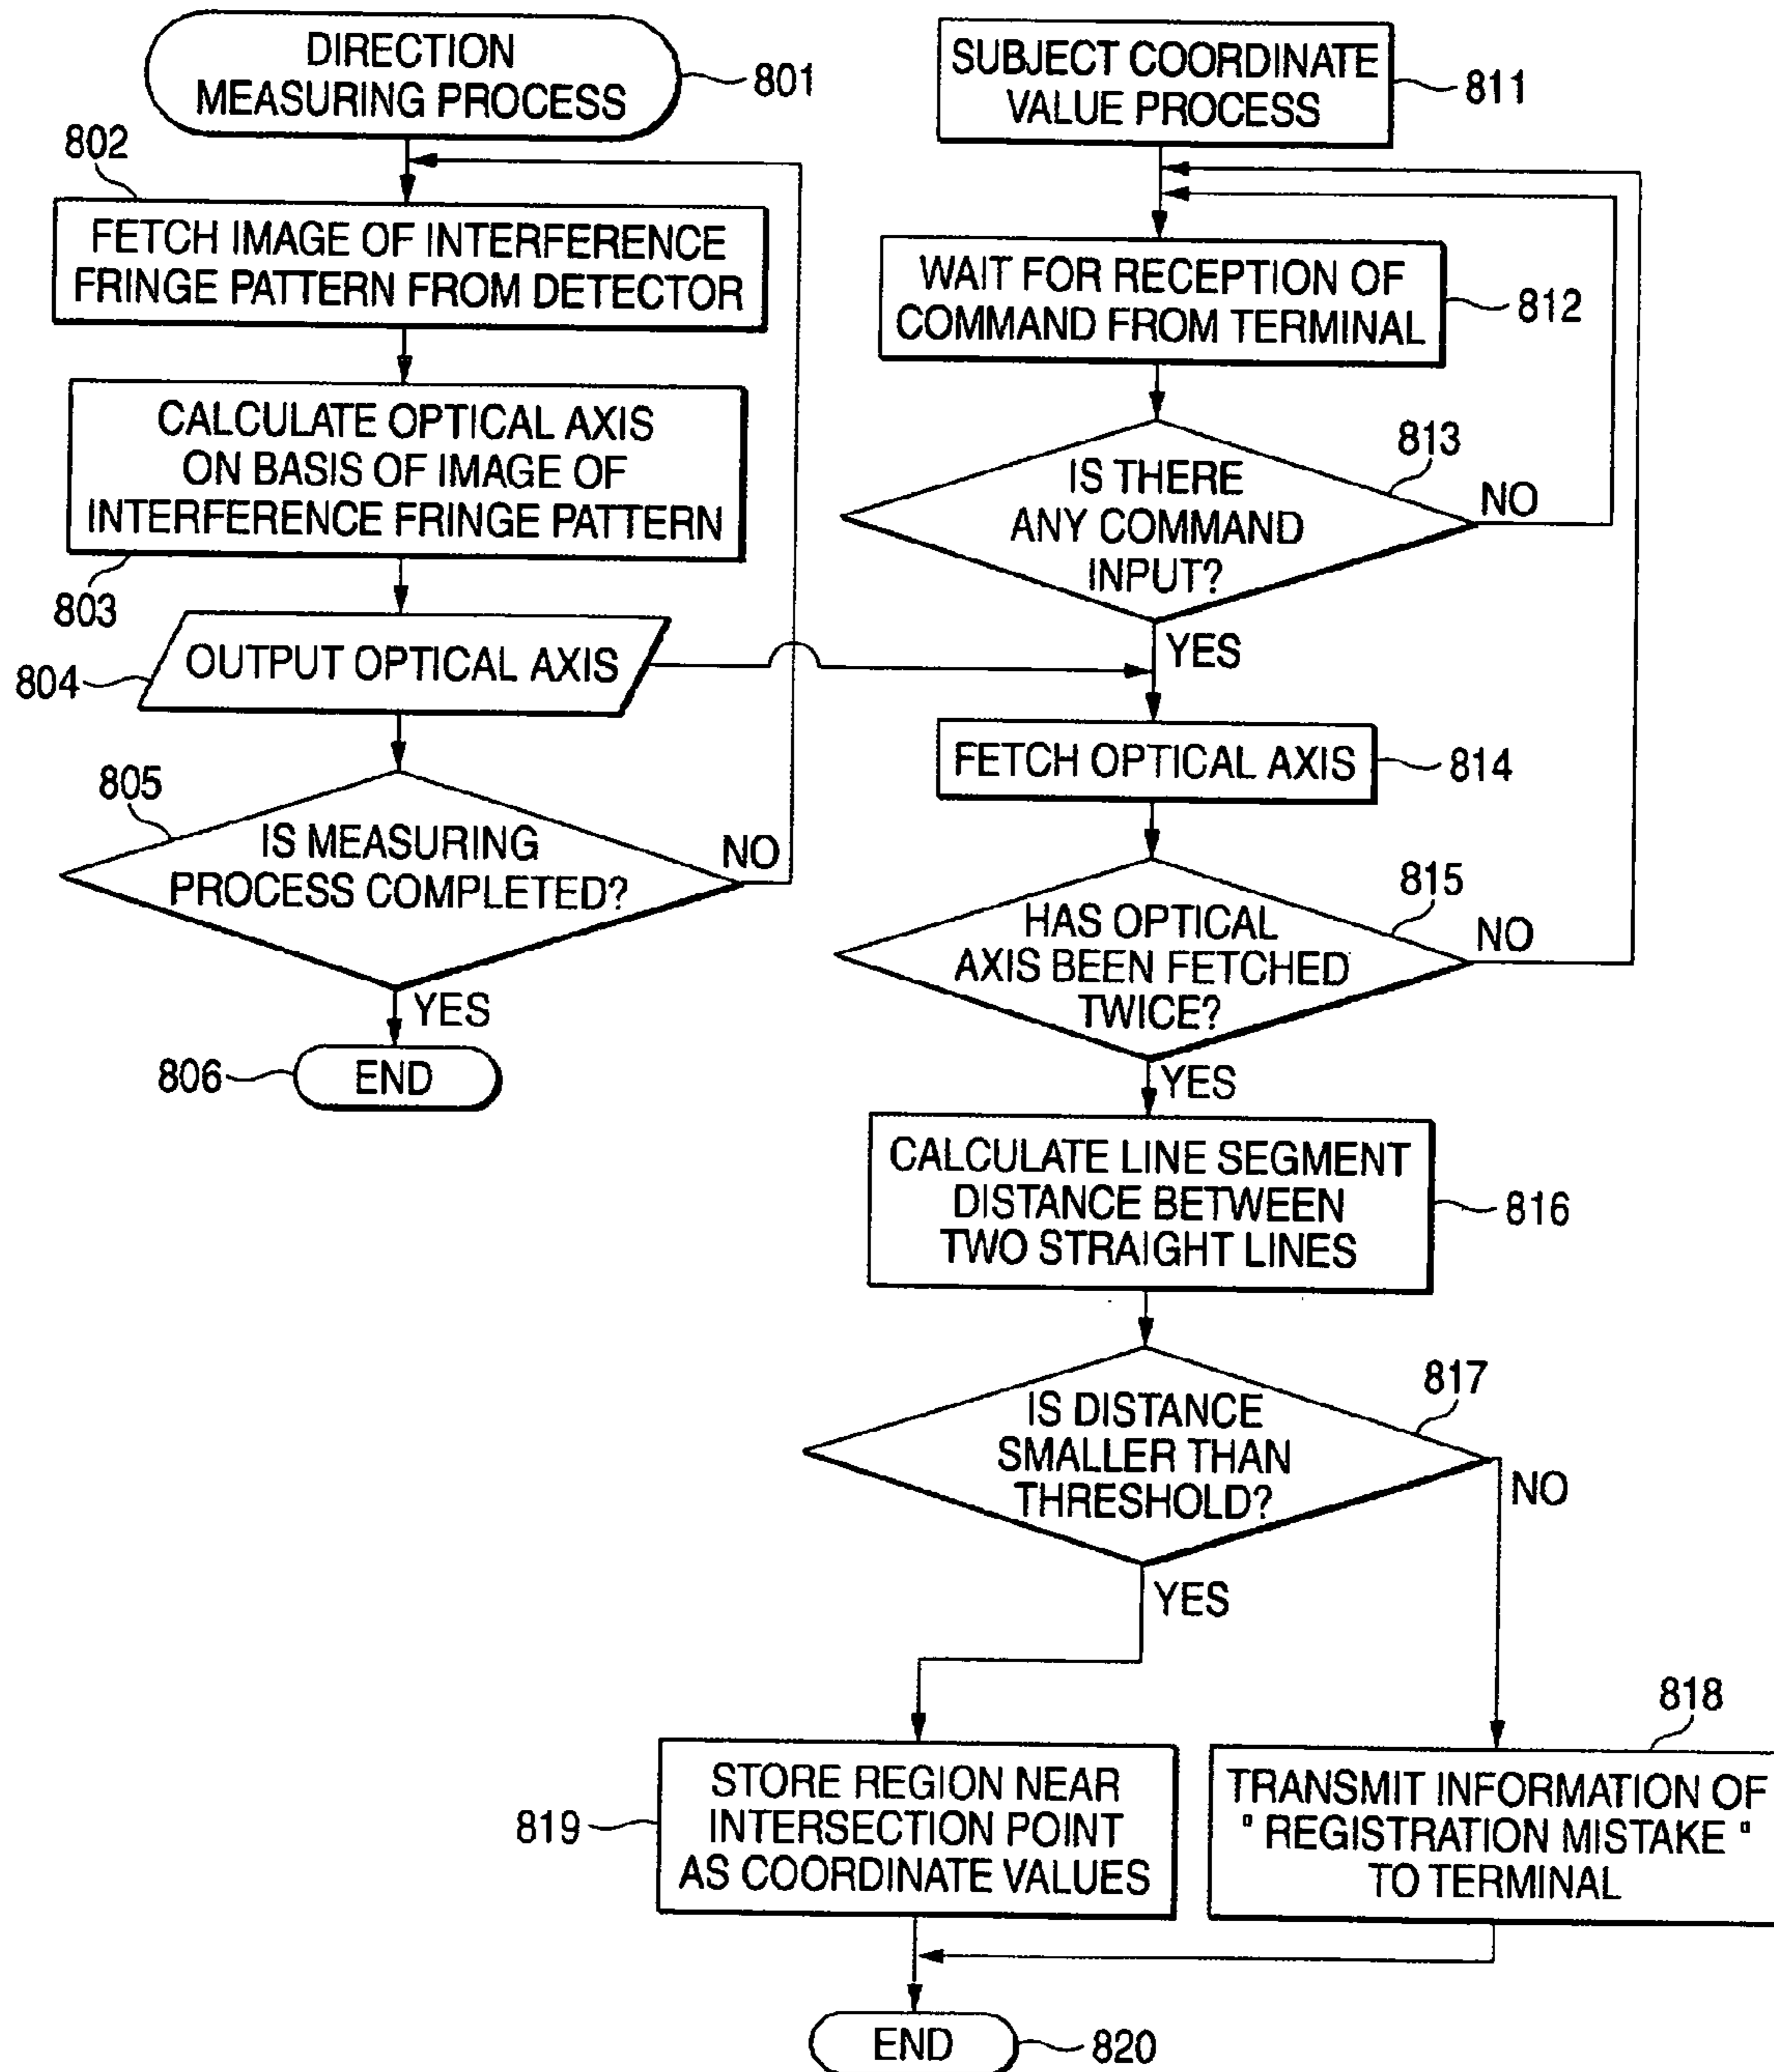 DIRECTION
MEASURING PROCESS
801
802
FETCH IMAGE OF INTERFERENCE
FRINGE PATTERN FROM DETECTOR
CALCULATE OPTICAL AXIS
ON BASIS OF IMAGE OF
INTERFERENCE FRINGE PATTERN
803
OUTPUT OPTICAL AXIS
804
805
IS MEASURING
PROCESS COMPLETED?
NO
YES
806
END
SUBJECT COORDINATE
VALUE PROCESS
811
WAIT FOR RECEPTION OF
COMMAND FROM TERMINAL
812
813
IS THERE
ANY COMMAND
INPUT?
NO
YES
FETCH OPTICAL AXIS
814
815
HAS OPTICAL
AXIS BEEN FETCHED
TWICE?
NO
YES
CALCULATE LINE SEGMENT
DISTANCE BETWEEN
TWO STRAIGHT LINES
816
817
IS DISTANCE
SMALLER THAN
THRESHOLD?
NO
YES
818
STORE REGION NEAR
INTERSECTION POINT
AS COORDINATE VALUES
819
TRANSMIT INFORMATION OF
" REGISTRATION MISTAKE "
TO TERMINAL
END
820